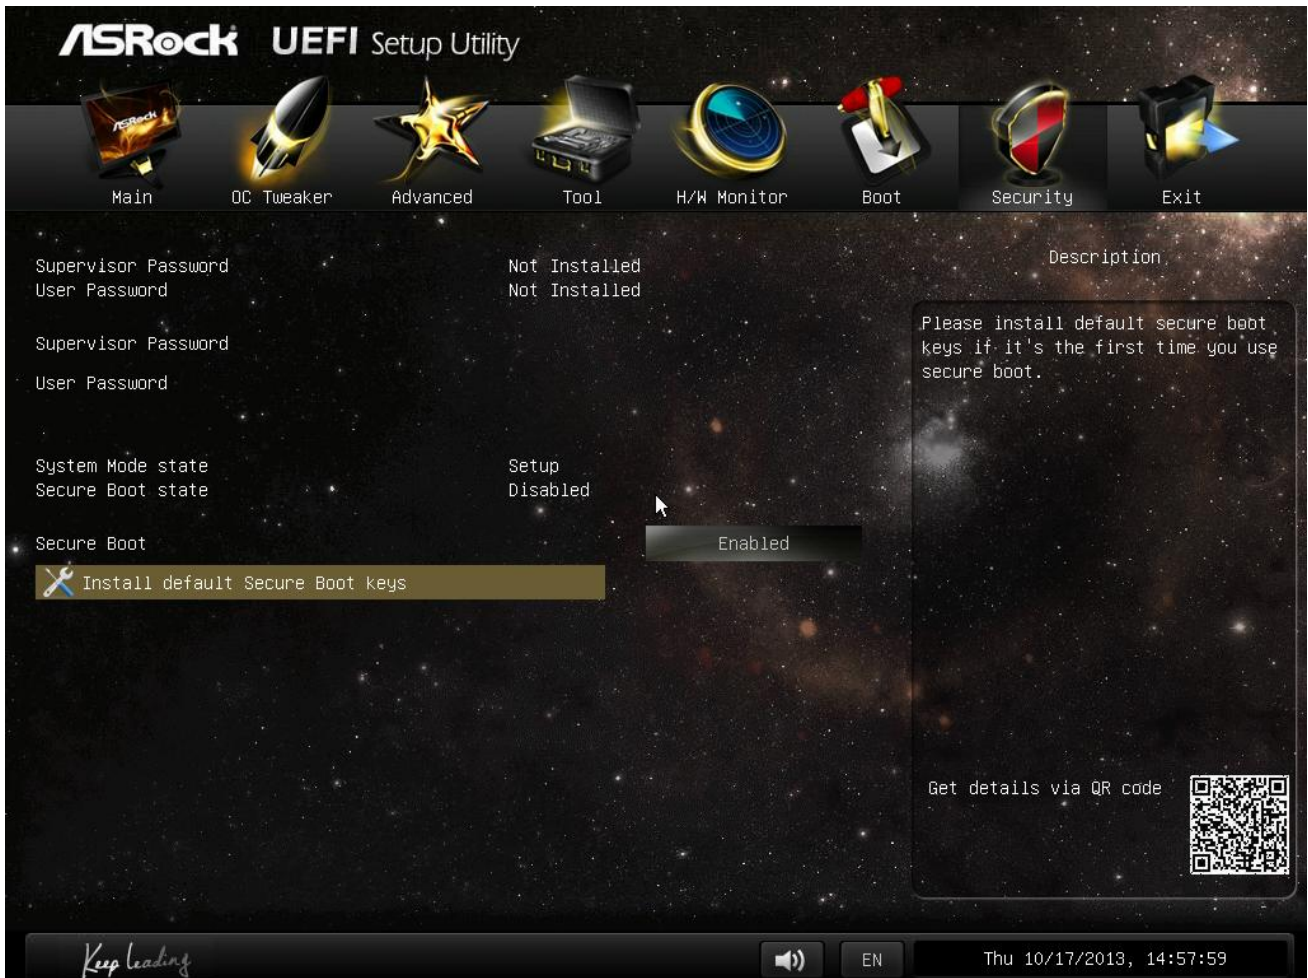 ASRock UEFI Setup Utility
ASRock
Main OC Tweaker Advanced Tool H/W Monitor Boot Security Exit
Supervisor Password Not Installed
User Password Not Installed
Supervisor Password
User Password
System Mode state Setup
Secure Boot state Disabled
Secure Boot Enabled
Install default Secure Boot keys
Description
Please install default secure boot
keys if it's the first time you use
secure boot.
Get details via QR code
Keep Leading
EN
Thu 10/17/2013, 14:57:59